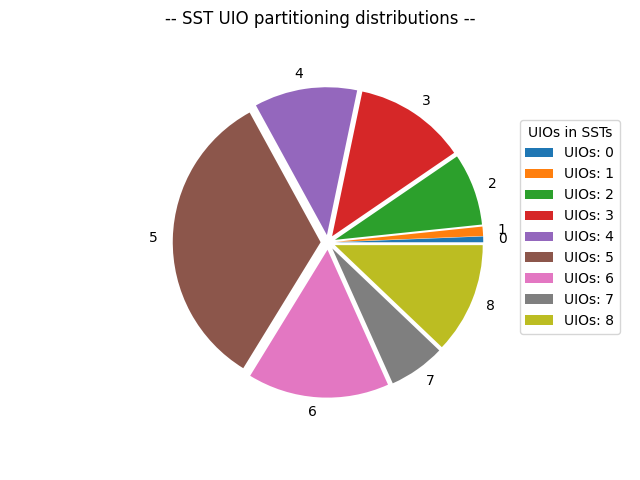 -- SST UIO partitioning distributions --
4
3
2
1
0
5
8
7
6
UIOs in SSTs
UIOs: 0
UIOs: 1
UIOs: 2
UIOs: 3
UIOs: 4
UIOs: 5
UIOs: 6
UIOs: 7
UIOs: 8